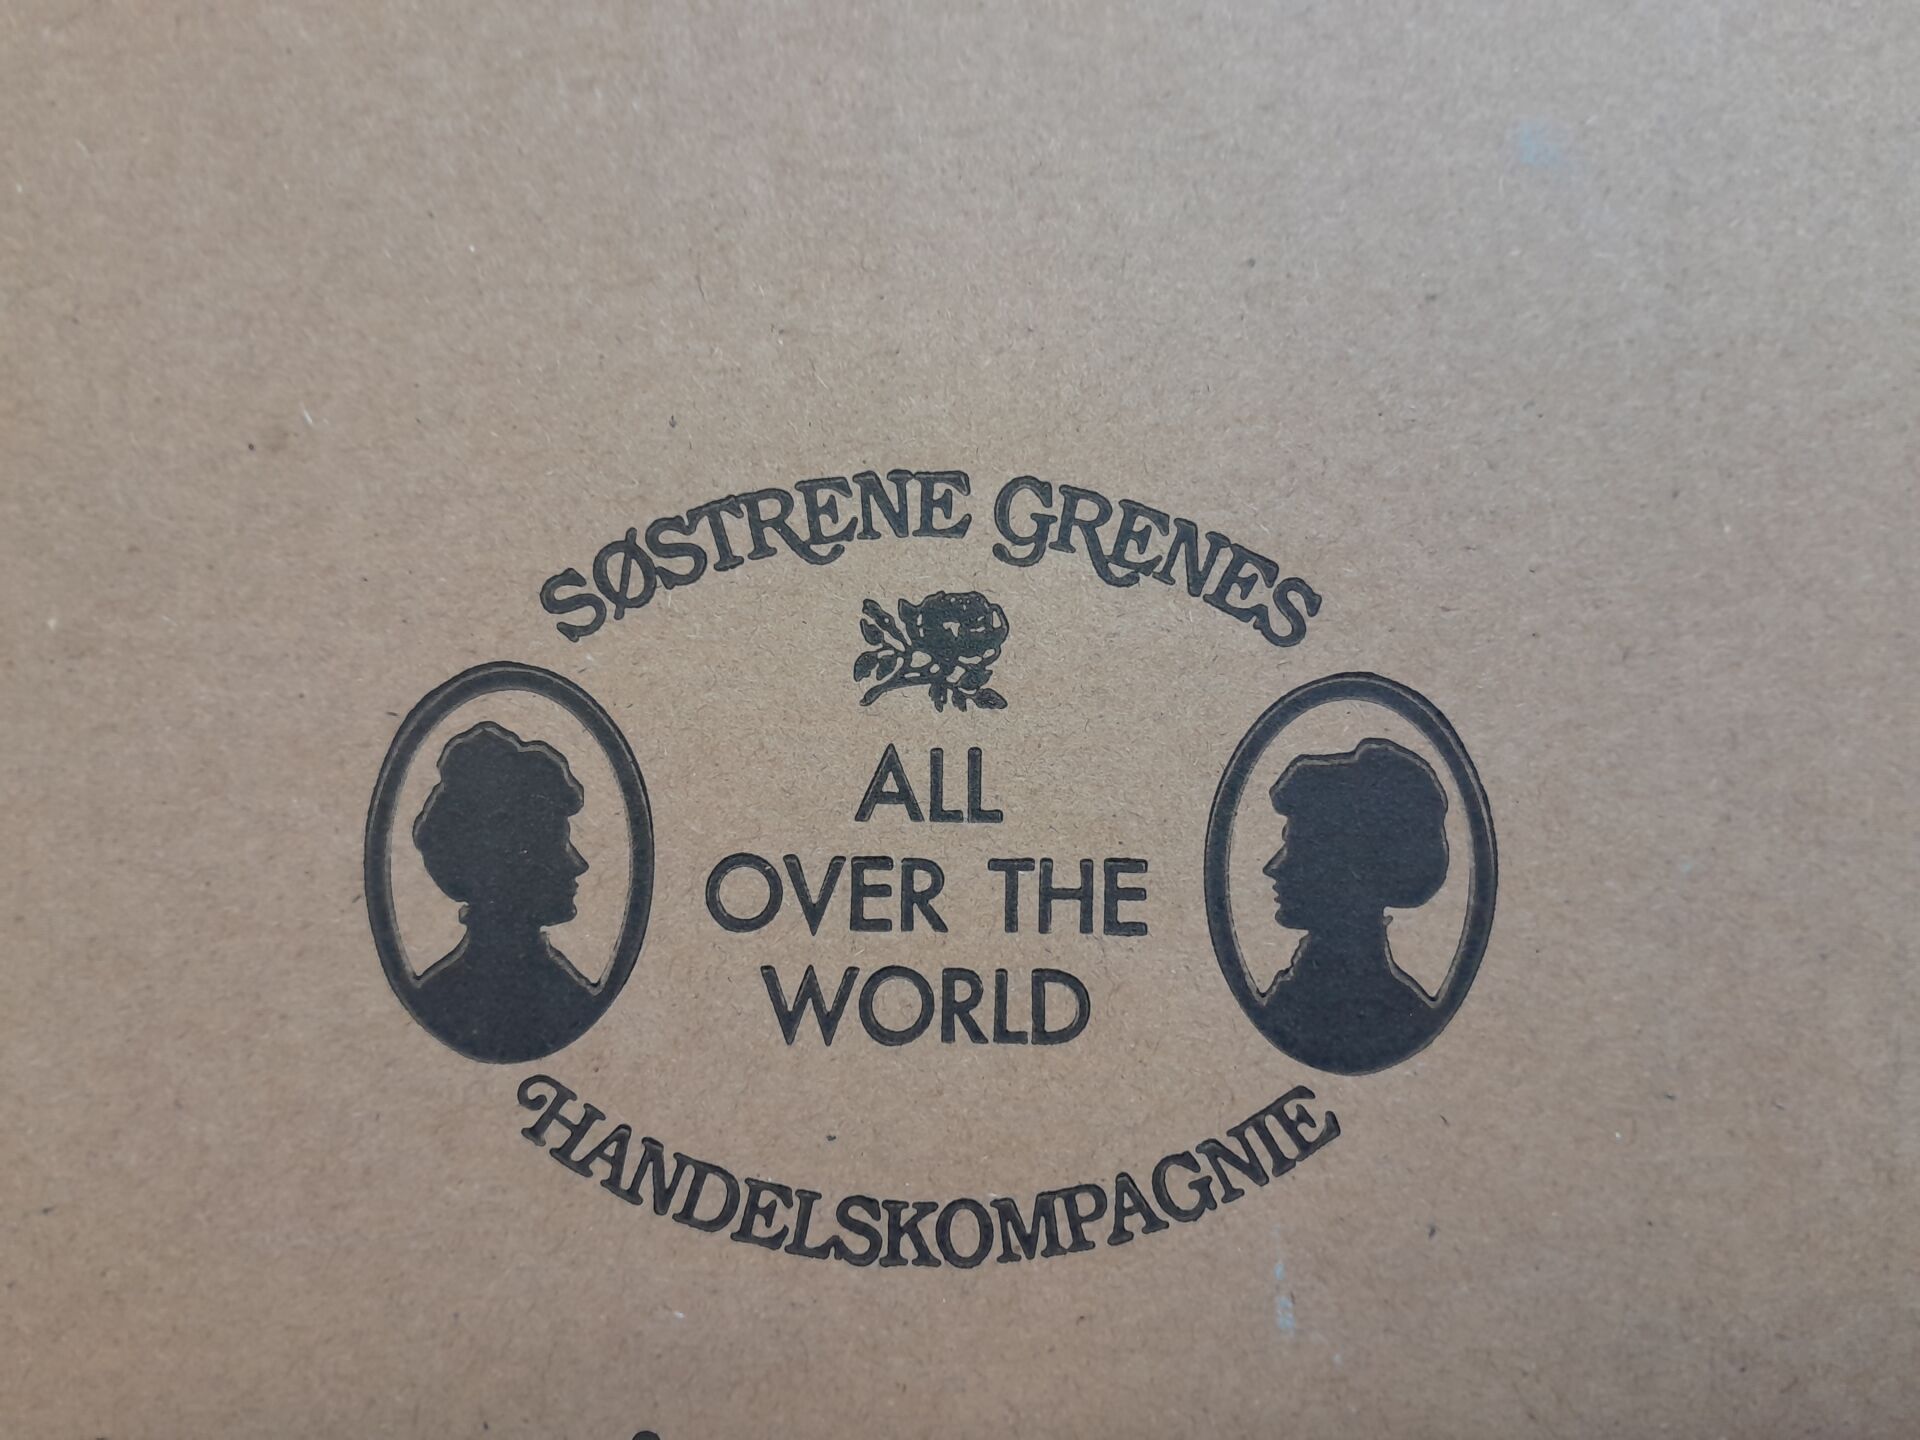 SØSTRENE GRENES
ALL
OVER THE
WORLD
HANDELSKOMPAGNIE